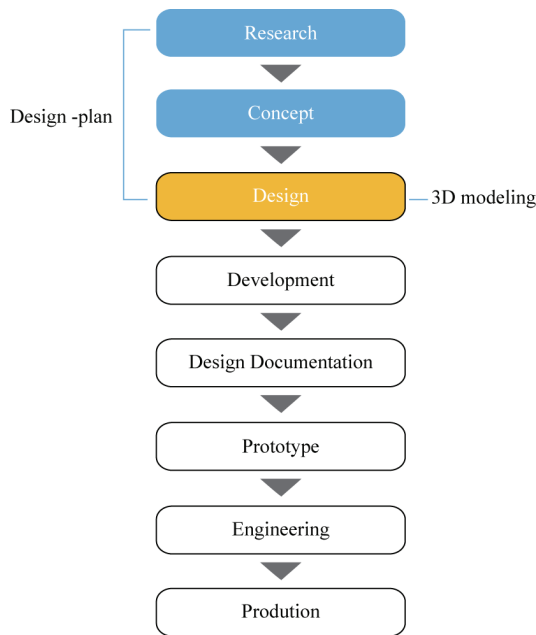 Research
Design -plan
Concept
Design
3D modeling
Development
Design Documentation
Prototype
Engineering
Prodution